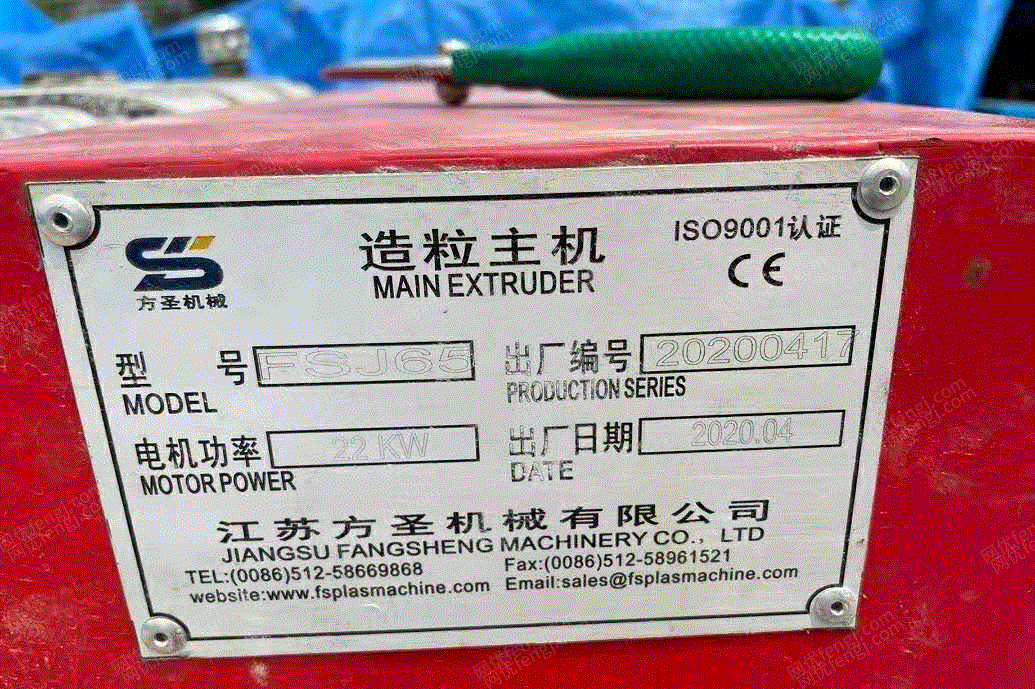 方圣机械
造粒主机
MAIN EXTRUDER
ISO9001认证
CE
型 号 FSJ65
MODEL
出厂编号 20200417
PRODUCTION SERIES
电机功率 22 KW
MOTOR POWER
出厂日期 2020.04
DATE
江苏方圣机械有限公司
JIANGSU FANGSHENG MACHINERY CO., LTD
TEL:(0086)512-58669868 Fax:(0086)512-58961521
website:www.fsplasmachine.com Email:sales@fsplasmachine.com